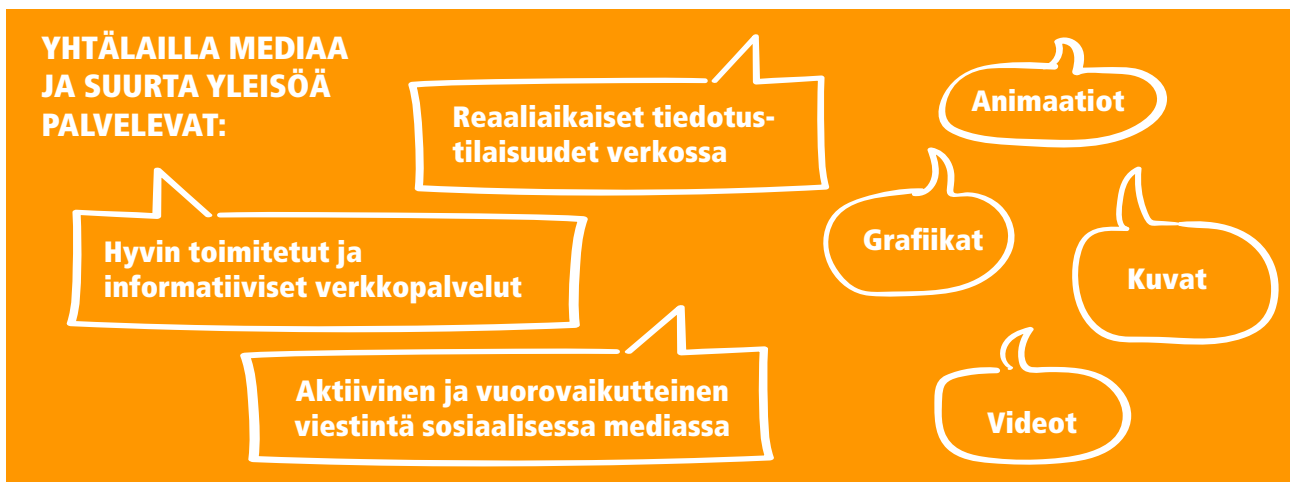 YHTÄLAILLA MEDIAA
JA SUURTA YLEISÖÄ
PALVELEVAT:
Reaaliaikaiset tiedotus-
tilaisuudet verkossa
Animaatiot
Hyvin toimitetut ja
informatiiviset verkkopalvelut
Grafiikat
Kuvat
Aktiivinen ja vuorovaikutteinen
viestintä sosiaalisessa mediassa
Videot